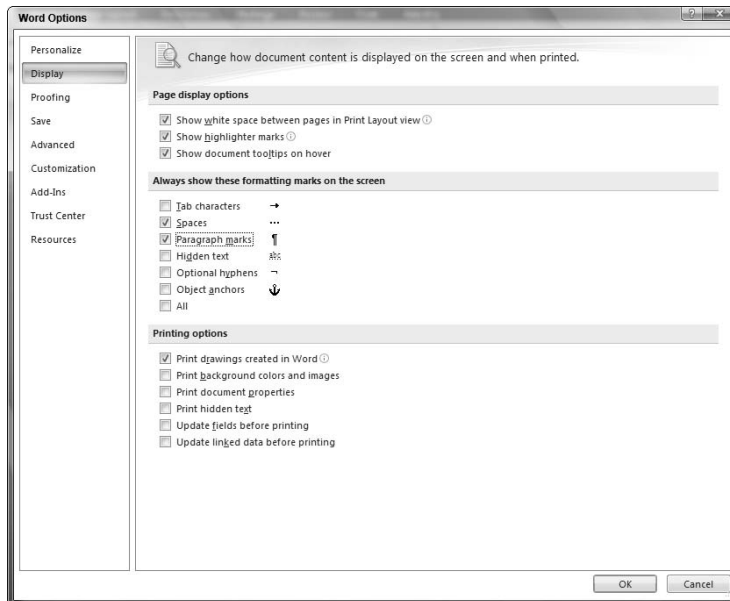 Word Options
Personalize
Display
Proofing
Save
Advanced
Customization
Add-Ins
Trust Center
Resources
Change how document content is displayed on the screen and when printed.
Page display options
Show white space between pages in Print Layout view
Show highlighter marks
Show document tooltips on hover
Always show these formatting marks on the screen
Tab characters →
Spaces ···
Paragraph marks ¶
Hidden text abc
Optional hyphens ¬
Object anchors
All
Printing options
Print drawings created in Word
Print background colors and images
Print document properties
Print hidden text
Update fields before printing
Update linked data before printing
OK Cancel